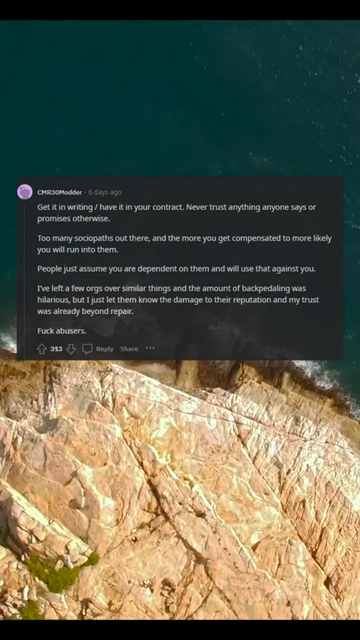 CMR30Modder · 6 days ago
Get it in writing / have it in your contract. Never trust anything anyone says or
promises otherwise.
Too many sociopaths out there, and the more you get compensated to more likely
you will run into them.
People just assume you are dependent on them and will use that against you.
I've left a few orgs over similar things and the amount of backpedaling was
hilarious, but I just let them know the damage to their reputation and my trust
was already beyond repair.
Fuck abusers.
313 Reply Share ...